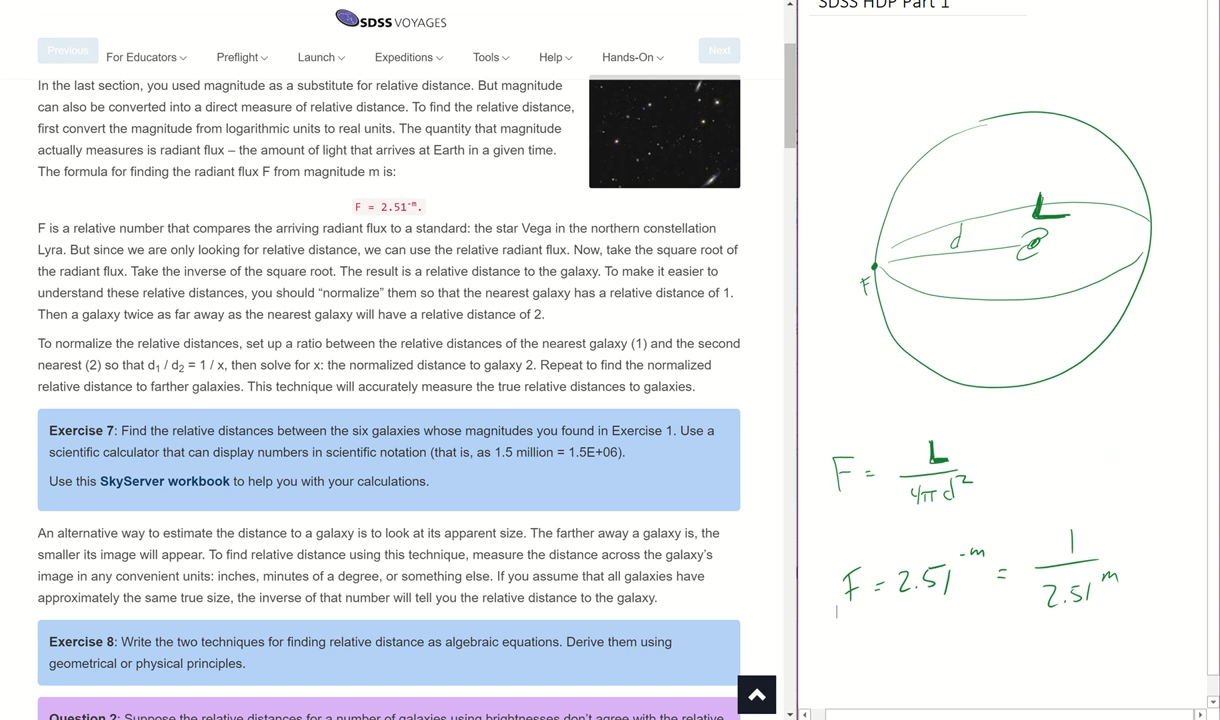 SDSS VOYAGES
Previous For Educators Preflight Launch Expeditions Tools Help Hands-On Next
In the last section, you used magnitude as a substitute for relative distance. But magnitude
can also be converted into a direct measure of relative distance. To find the relative distance,
first convert the magnitude from logarithmic units to real units. The quantity that magnitude
actually measures is radiant flux – the amount of light that arrives at Earth in a given time.
The formula for finding the radiant flux F from magnitude m is:
F = 2.51⁻ᵐ.
F is a relative number that compares the arriving radiant flux to a standard: the star Vega in the northern constellation
Lyra. But since we are only looking for relative distance, we can use the relative radiant flux. Now, take the square root of
the radiant flux. Take the inverse of the square root. The result is a relative distance to the galaxy. To make it easier to
understand these relative distances, you should “normalize” them so that the nearest galaxy has a relative distance of 1.
Then a galaxy twice as far away as the nearest galaxy will have a relative distance of 2.
To normalize the relative distances, set up a ratio between the relative distances of the nearest galaxy (1) and the second
nearest (2) so that d₁ / d₂ = 1 / x, then solve for x: the normalized distance to galaxy 2. Repeat to find the normalized
relative distance to farther galaxies. This technique will accurately measure the true relative distances to galaxies.
Exercise 7: Find the relative distances between the six galaxies whose magnitudes you found in Exercise 1. Use a
scientific calculator that can display numbers in scientific notation (that is, as 1.5 million = 1.5E+06).
Use this SkyServer workbook to help you with your calculations.
An alternative way to estimate the distance to a galaxy is to look at its apparent size. The farther away a galaxy is, the
smaller its image will appear. To find relative distance using this technique, measure the distance across the galaxy’s
image in any convenient units: inches, minutes of a degree, or something else. If you assume that all galaxies have
approximately the same true size, the inverse of that number will tell you the relative distance to the galaxy.
Exercise 8: Write the two techniques for finding relative distance as algebraic equations. Derive them using
geometrical or physical principles.
Question 2: Suppose the relative distances for a number of galaxies using brightnesses don’t agree with the relative
SDSS HDP Part 1
L
d
F
F = L / 4πd²
F = 2.51⁻ᵐ = 1 / 2.51ᵐ